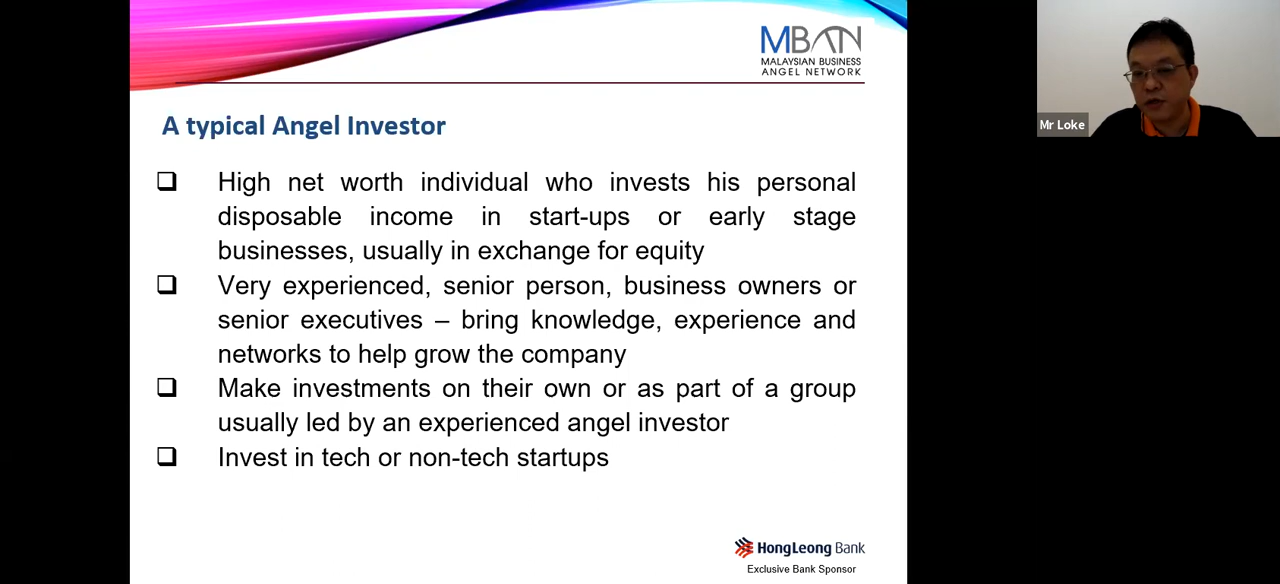 MBAN
MALAYSIAN BUSINESS
ANGEL NETWORK
Mr Loke
A typical Angel Investor
High net worth individual who invests his personal
disposable income in start-ups or early stage
businesses, usually in exchange for equity
Very experienced, senior person, business owners or
senior executives – bring knowledge, experience and
networks to help grow the company
Make investments on their own or as part of a group
usually led by an experienced angel investor
Invest in tech or non-tech startups
HongLeong Bank
Exclusive Bank Sponsor